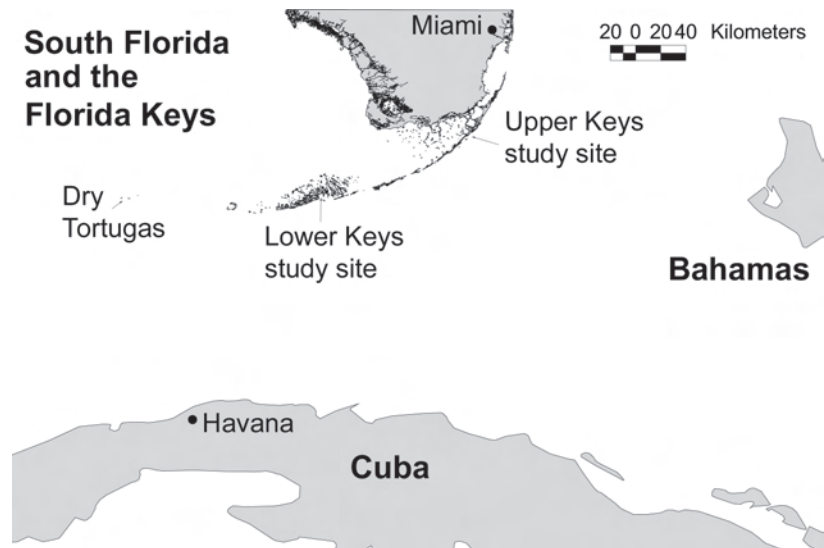 South Florida
and the
Florida Keys
Miami
20 0 20 40 Kilometers
Upper Keys
study site
Dry
Tortugas
Lower Keys
study site
Bahamas
Havana
Cuba